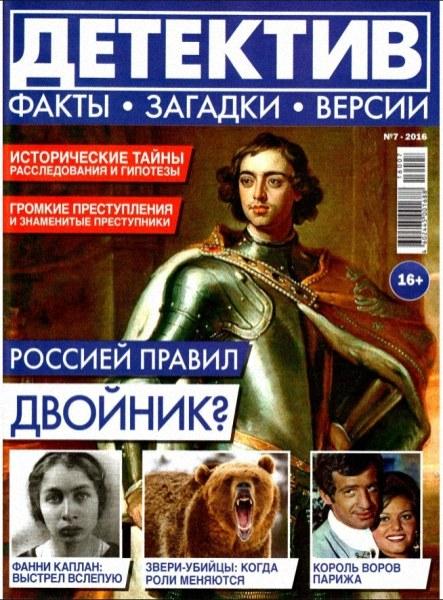 ДЕТЕКТИВ
ФАКТЫ • ЗАГАДКИ • ВЕРСИИ
№7 • 2016
ИСТОРИЧЕСКИЕ ТАЙНЫ
РАССЛЕДОВАНИЯ И ГИПОТЕЗЫ
ГРОМКИЕ ПРЕСТУПЛЕНИЯ
И ЗНАМЕНИТЫЕ ПРЕСТУПНИКИ
16007
16+
РОССИЕЙ ПРАВИЛ
ДВОЙНИК?
ФАННИ КАПЛАН:
ВЫСТРЕЛ ВСЛЕПУЮ
ЗВЕРИ-УБИЙЦЫ: КОГДА
РОЛИ МЕНЯЮТСЯ
КОРОЛЬ ВОРОВ
ПАРИЖА